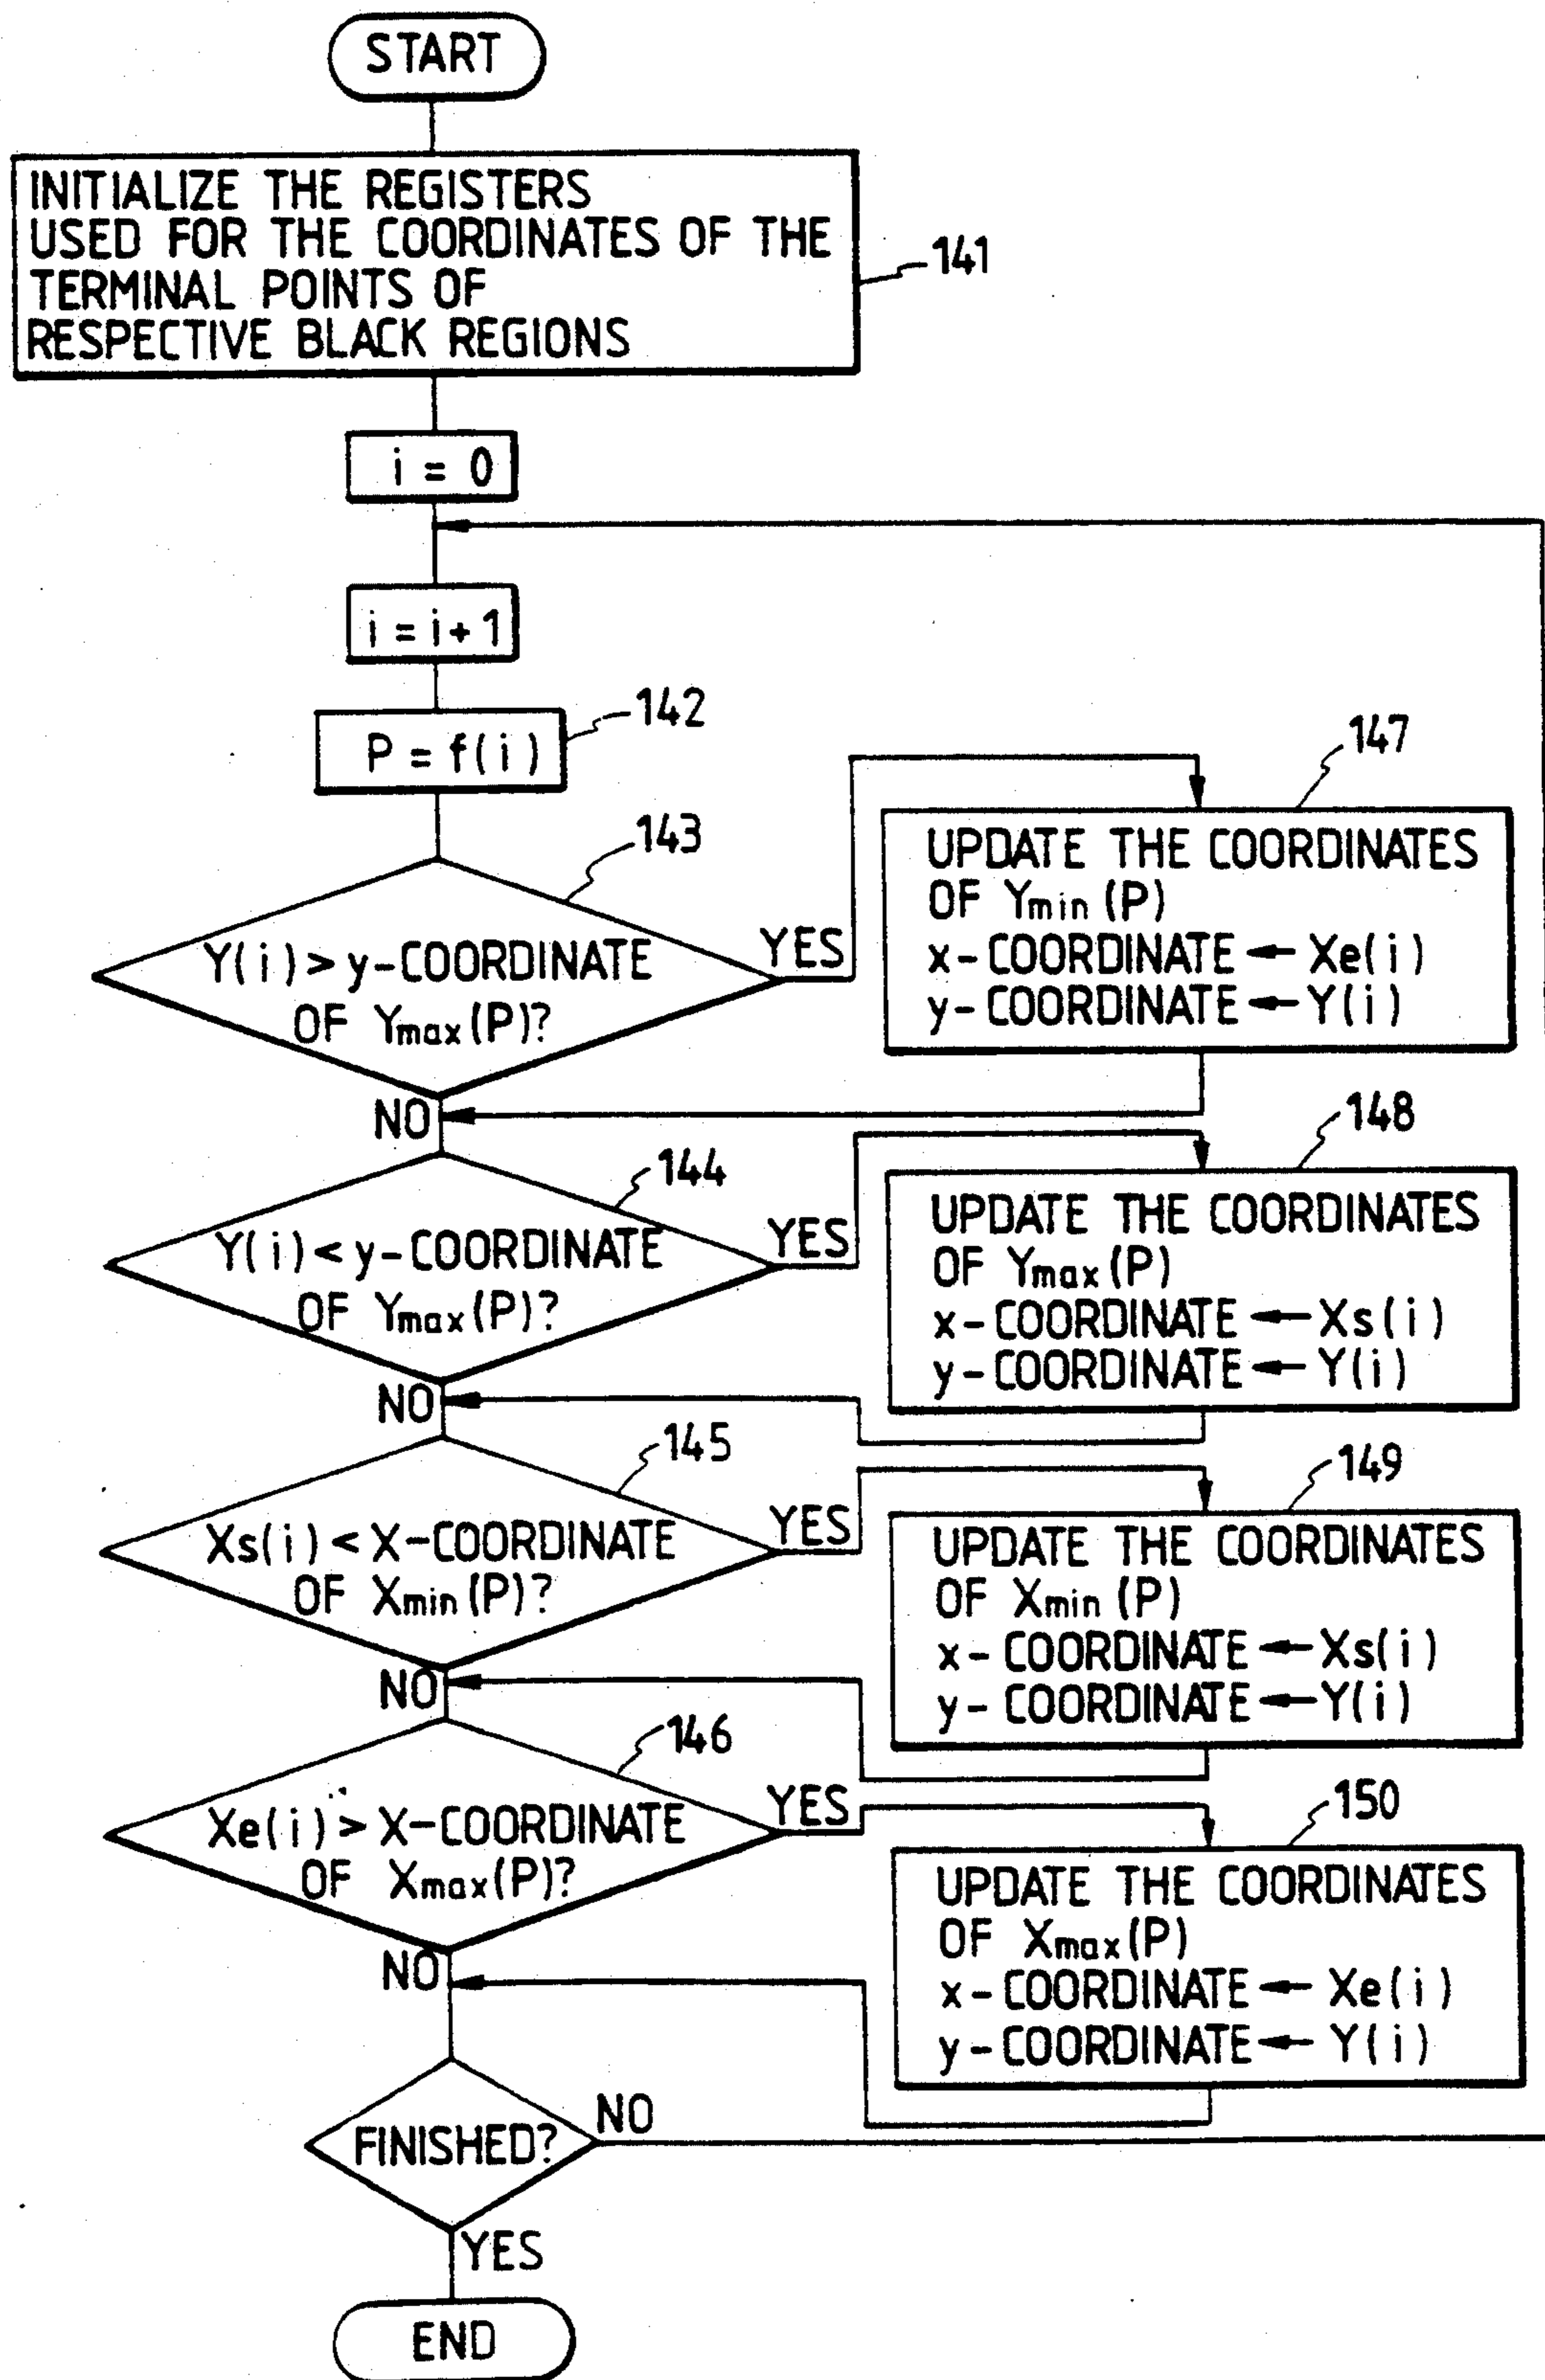 START
INITIALIZE THE REGISTERS
USED FOR THE COORDINATES OF THE
TERMINAL POINTS OF
RESPECTIVE BLACK REGIONS
141
i = 0
i = i+1
P = f(i)
142
Y(i) > y-COORDINATE
OF Ymax(P)?
143
YES
NO
UPDATE THE COORDINATES
OF Ymin(P)
x-COORDINATE ← Xe(i)
y-COORDINATE ← Y(i)
147
Y(i) < y-COORDINATE
OF Ymax(P)?
144
YES
NO
UPDATE THE COORDINATES
OF Ymax(P)
x-COORDINATE ← Xs(i)
y-COORDINATE ← Y(i)
148
Xs(i) < X-COORDINATE
OF Xmin(P)?
145
YES
NO
UPDATE THE COORDINATES
OF Xmin(P)
x-COORDINATE ← Xs(i)
y-COORDINATE ← Y(i)
149
Xe(i) > X-COORDINATE
OF Xmax(P)?
146
YES
NO
UPDATE THE COORDINATES
OF Xmax(P)
x-COORDINATE ← Xe(i)
y-COORDINATE ← Y(i)
150
FINISHED?
NO
YES
END